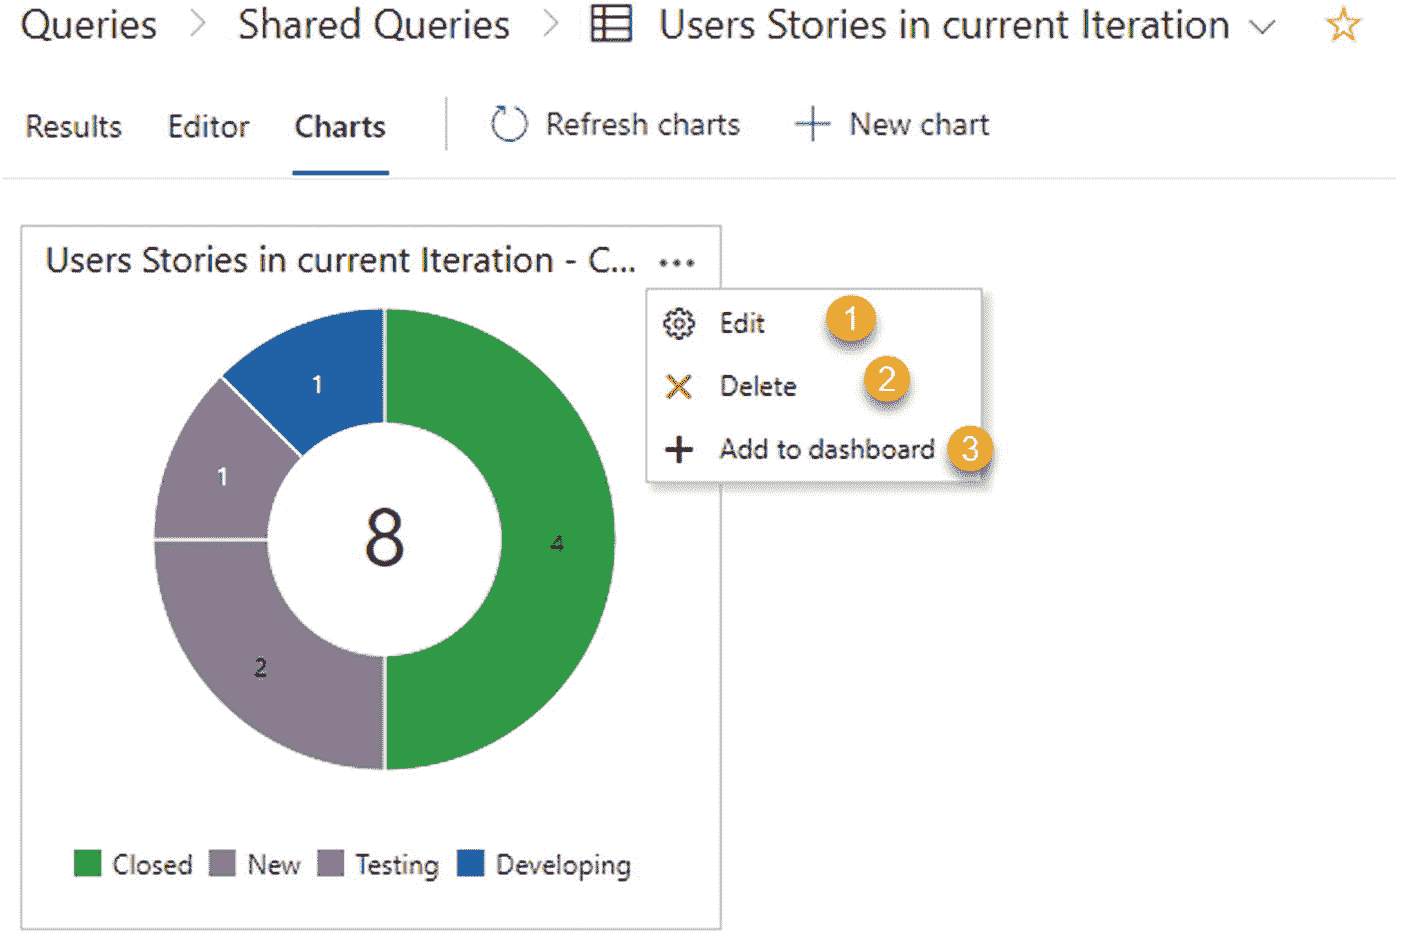 Queries > Shared Queries > Users Stories in current Iteration
Results Editor Charts Refresh charts + New chart
Users Stories in current Iteration - C... ...
Edit 1
Delete 2
+ Add to dashboard 3
1
1
8
4
2
Closed New Testing Developing